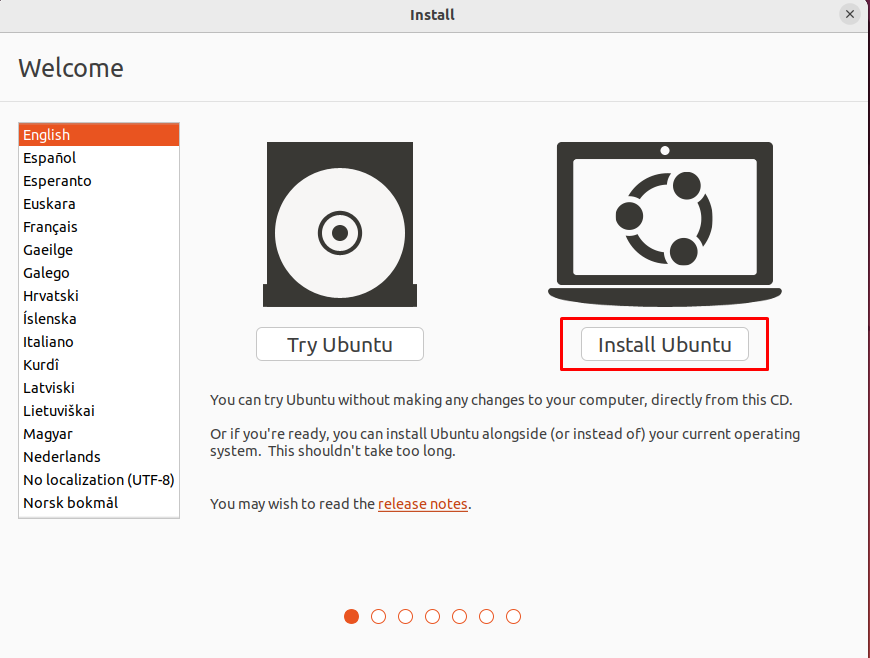 Install
Welcome
English
Español
Esperanto
Euskara
Français
Gaeilge
Galego
Hrvatski
Íslenska
Italiano
Kurdî
Latviski
Lietuviškai
Magyar
Nederlands
No localization (UTF-8)
Norsk bokmål
Try Ubuntu
Install Ubuntu
You can try Ubuntu without making any changes to your computer, directly from this CD.
Or if you're ready, you can install Ubuntu alongside (or instead of) your current operating
system. This shouldn't take too long.
You may wish to read the release notes.